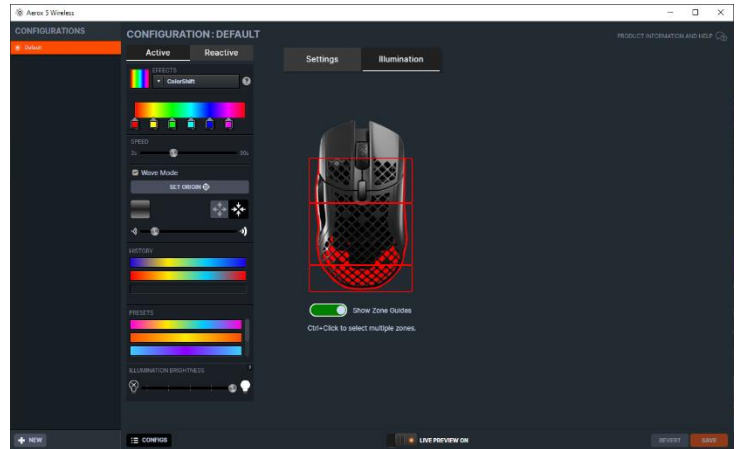 Aerox 5 Wireless
CONFIGURATIONS
Default
CONFIGURATION : DEFAULT
PRODUCT INFORMATION AND HELP
Active
Reactive
Settings
Illumination
EFFECTS
ColorShift
SPEED
30s
Wave Mode
SET ORIGIN
HISTORY
PRESETS
Show Zone Guides
Ctrl+Click to select multiple zones.
ILLUMINATION BRIGHTNESS
NEW
CONFIGS
LIVE PREVIEW ON
REVERT
SAVE